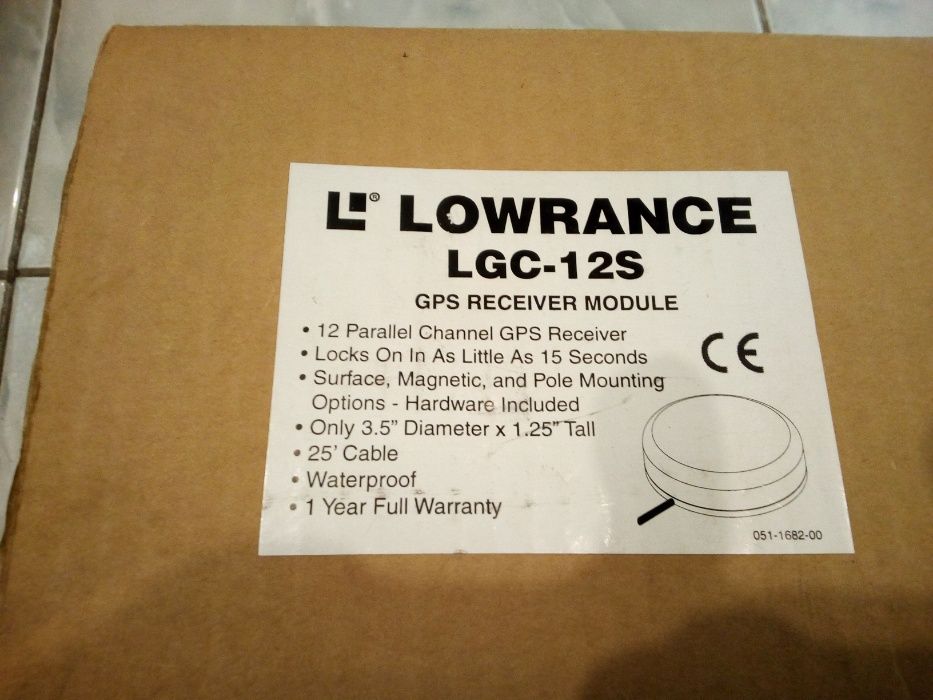 L® LOWRANCE
LGC-12S
GPS RECEIVER MODULE
• 12 Parallel Channel GPS Receiver
• Locks On In As Little As 15 Seconds
• Surface, Magnetic, and Pole Mounting
Options - Hardware Included
• Only 3.5” Diameter x 1.25” Tall
• 25’ Cable
• Waterproof
• 1 Year Full Warranty
CE
051-1682-00